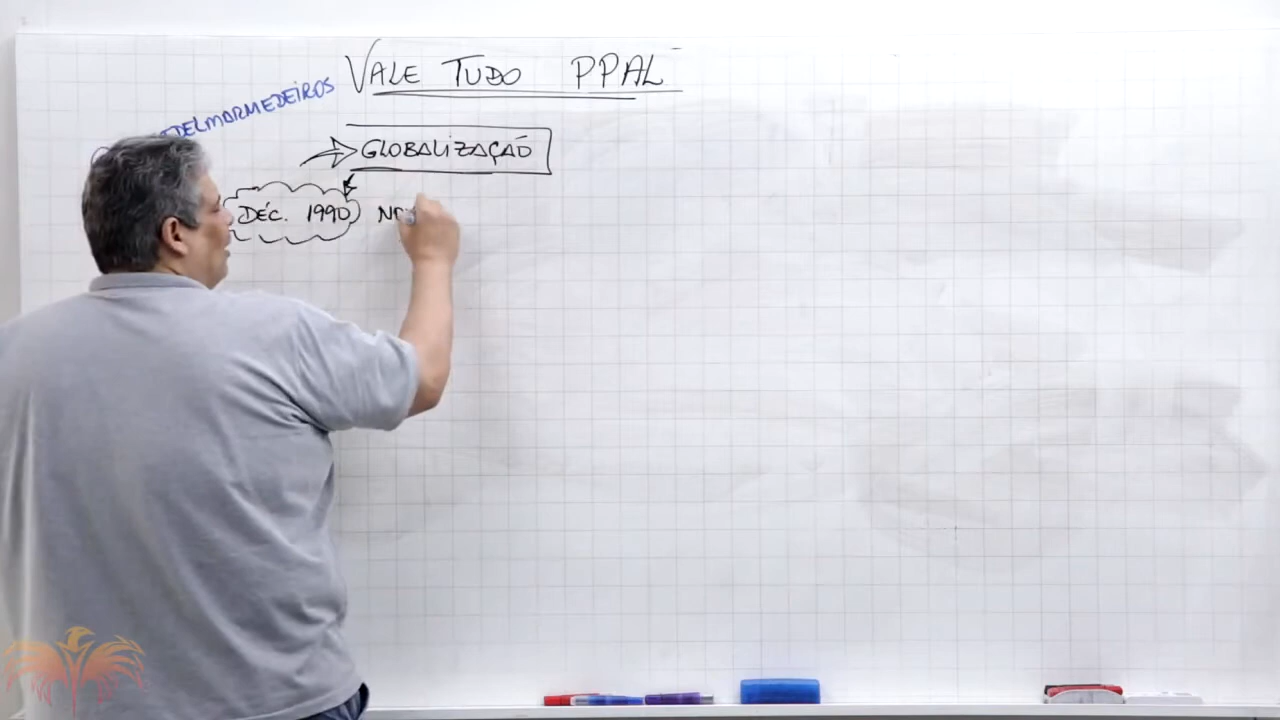 VALE TUDO PPAL
DELMARMEDEIROS
GLOBALIZAÇÃO
DÉC. 1990